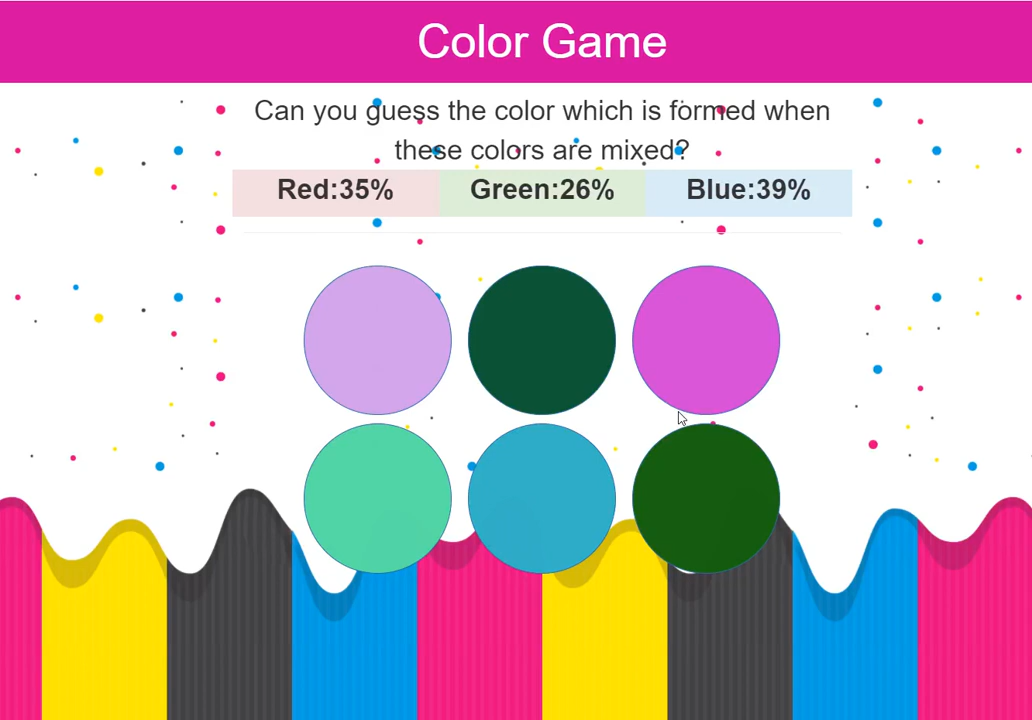 Color Game
Can you guess the color which is formed when
these colors are mixed?
Red:35% Green:26% Blue:39%